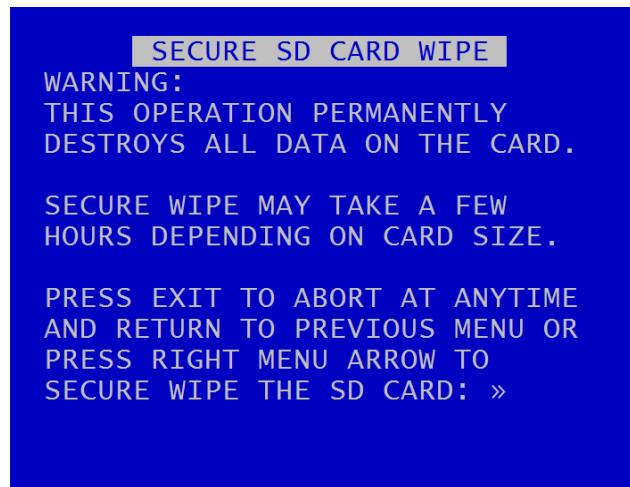 SECURE SD CARD WIPE
WARNING:
THIS OPERATION PERMANENTLY
DESTROYS ALL DATA ON THE CARD.
SECURE WIPE MAY TAKE A FEW
HOURS DEPENDING ON CARD SIZE.
PRESS EXIT TO ABORT AT ANYTIME
AND RETURN TO PREVIOUS MENU OR
PRESS RIGHT MENU ARROW TO
SECURE WIPE THE SD CARD: »